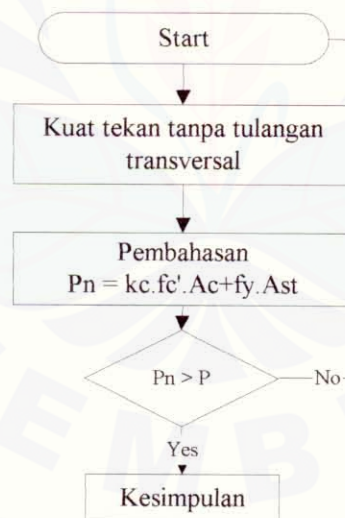 Start
Kuat tekan tanpa tulangan
transversal
Pembahasan
Pn = kc.fc'.Ac+fy.Ast
Pn > P
No
Yes
Kesimpulan